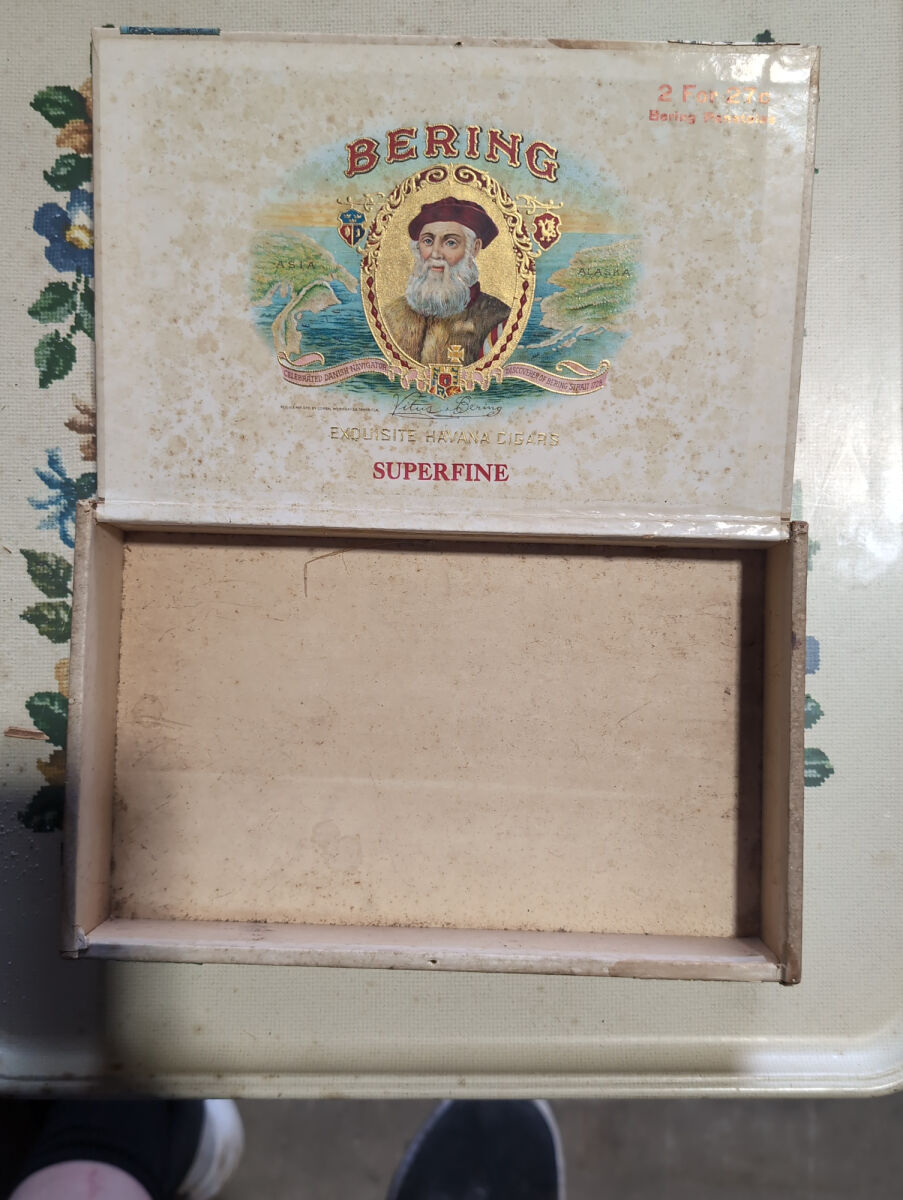 2 For 27c
Bering
BERING
ASIA
ALASKA
CELEBRATED DANISH NAVIGATOR
DISCOVERER OF BERING STRAIT 1728
Vitus Bering
EXQUISITE HAVANA CIGARS
SUPERFINE